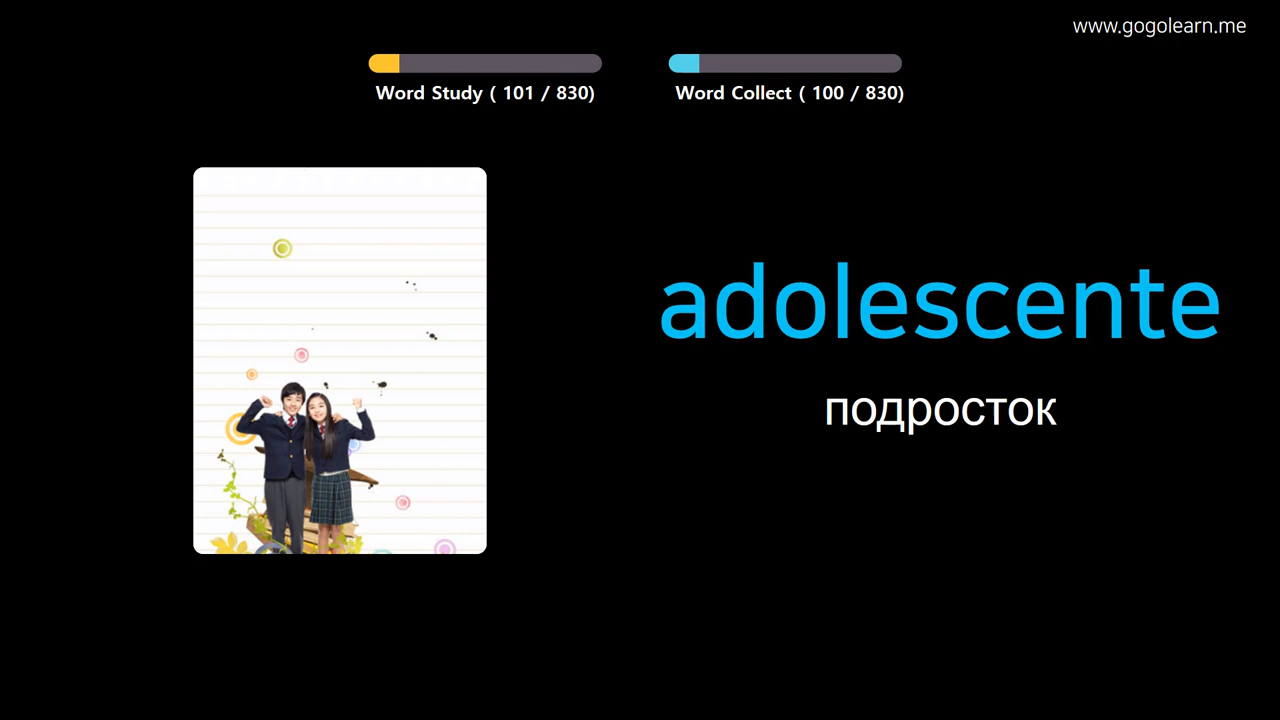 www.gogolearn.me
Word Study ( 101 / 830)
Word Collect ( 100 / 830)
adolescente
подросток